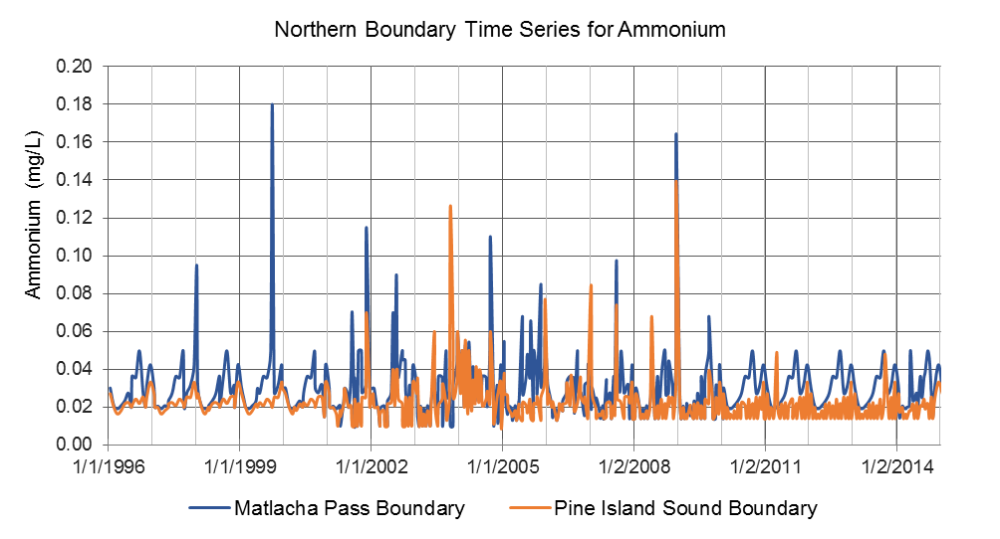 Northern Boundary Time Series for Ammonium
0.20
0.18
0.16
0.14
0.12
0.10
0.08
0.06
0.04
0.02
0.00
Ammonium (mg/L)
1/1/1996 1/1/1999 1/1/2002 1/1/2005 1/2/2008 1/2/2011 1/2/2014
Matlacha Pass Boundary Pine Island Sound Boundary